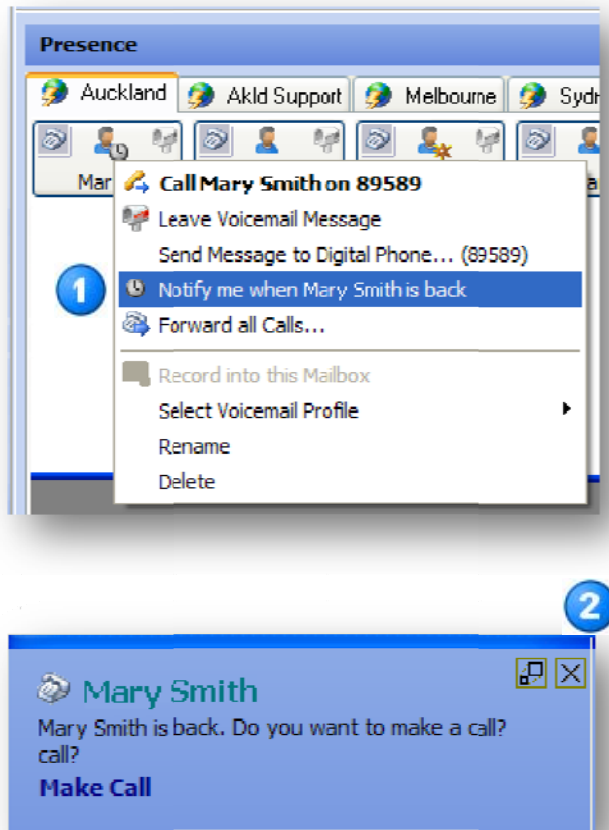 Presence
Auckland Akld Support Melbourne Sydn
Mar
Call Mary Smith on 89589
Leave Voicemail Message
Send Message to Digital Phone... (89589)
1
Notify me when Mary Smith is back
Forward all Calls...
Record into this Mailbox
Select Voicemail Profile
Rename
Delete
2
Mary Smith
Mary Smith is back. Do you want to make a call?
call?
Make Call